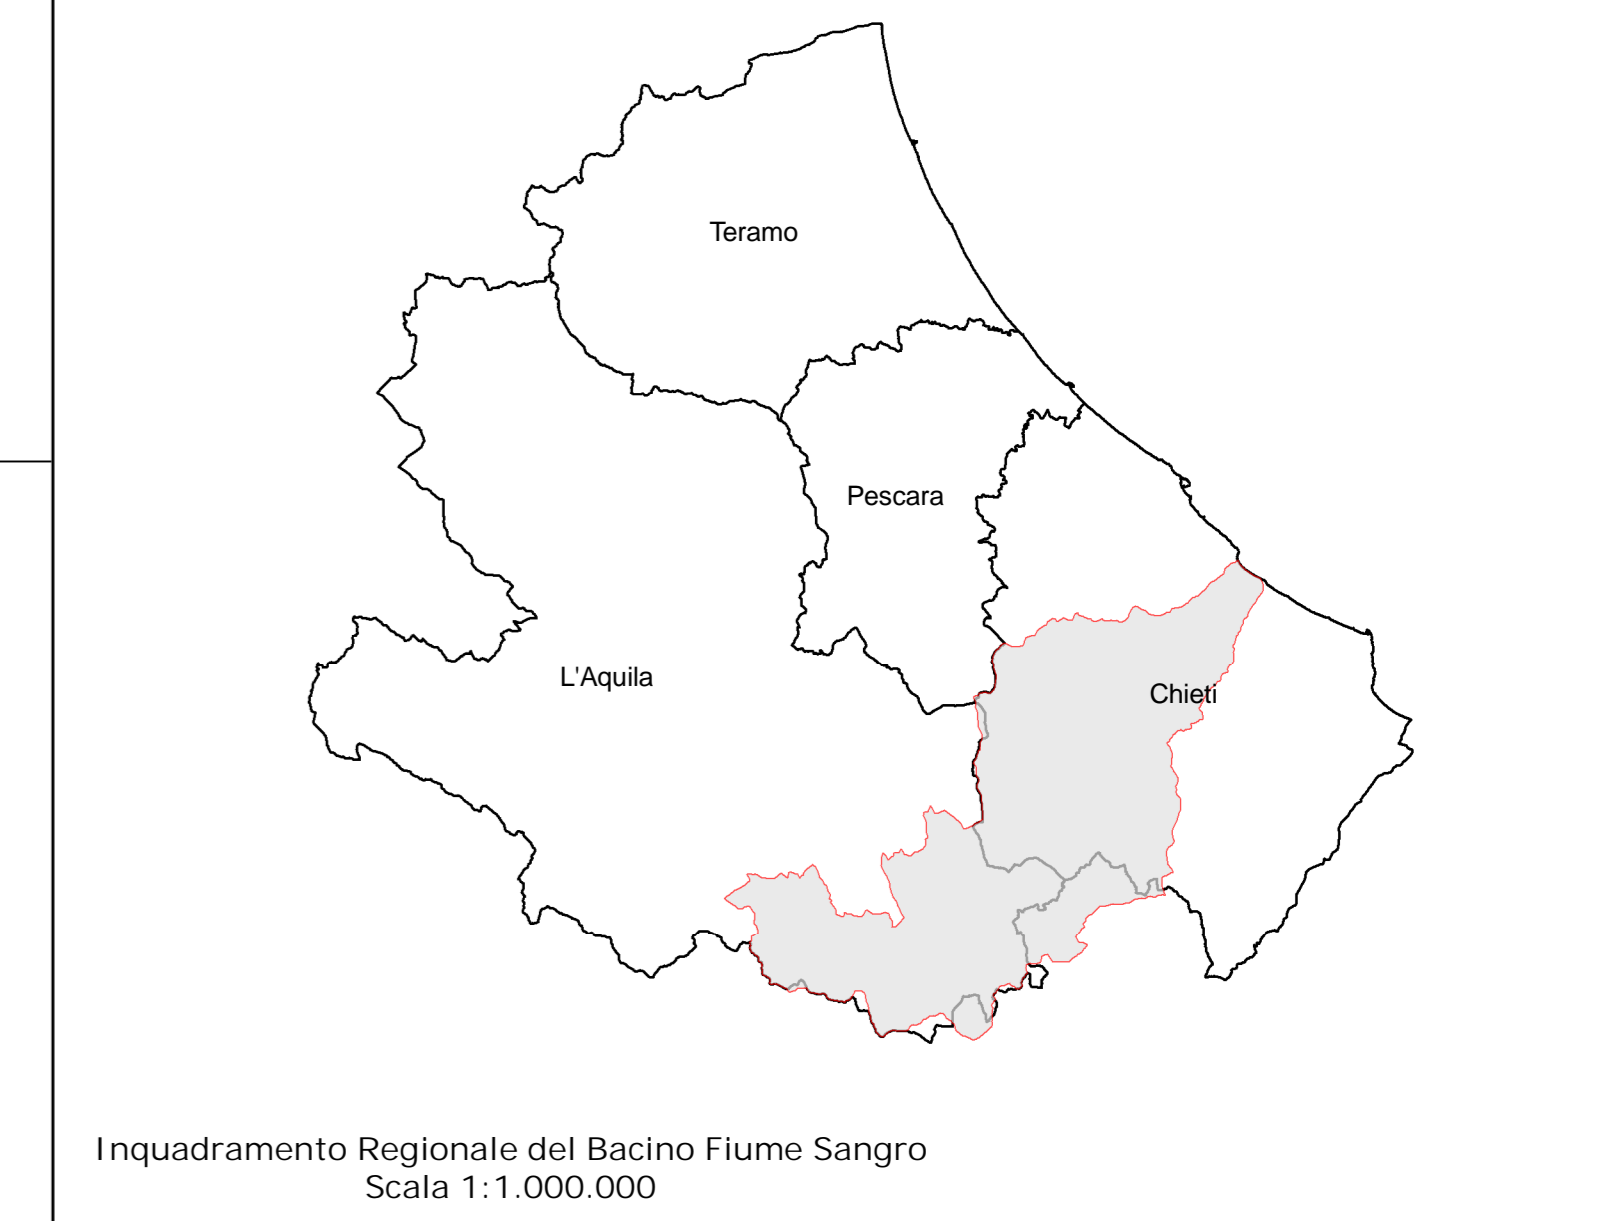 Teramo
Pescara
L'Aquila
Chieti
Inquadramento Regionale del Bacino Fiume Sangro
Scala 1:1.000.000